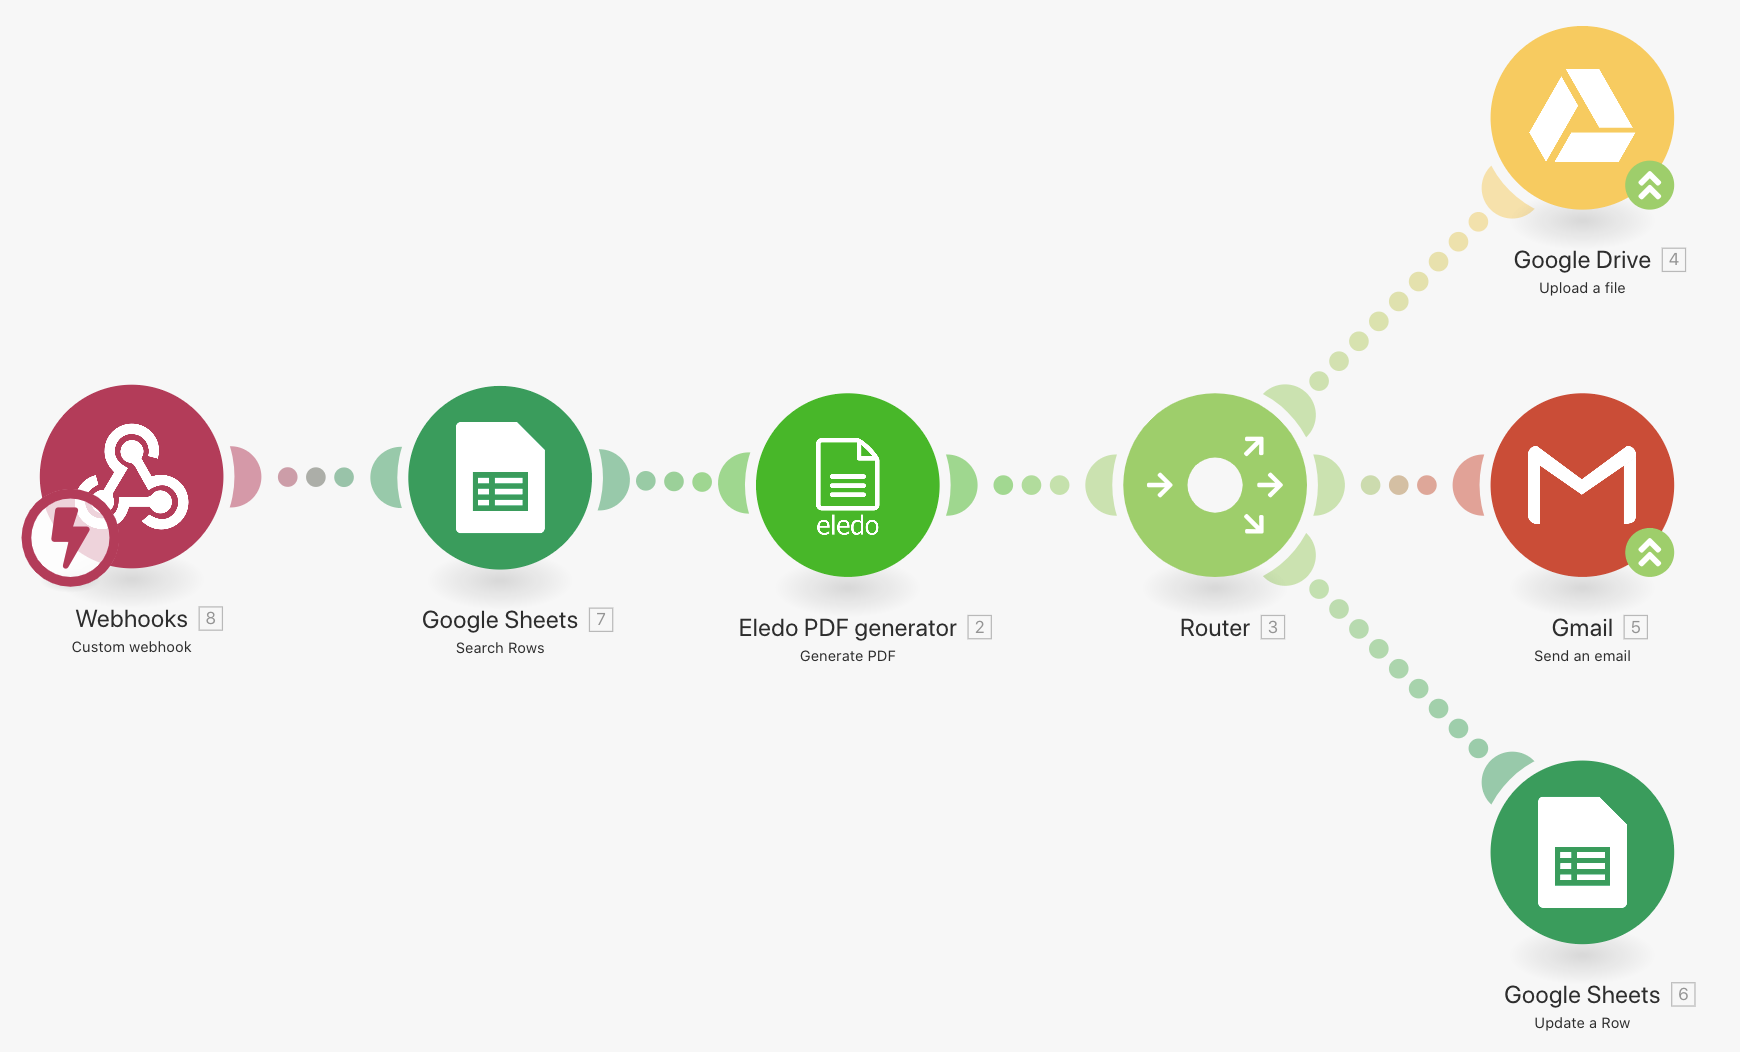 Google Drive 4
Upload a file
eledo
Webhooks 8
Custom webhook
Google Sheets 7
Search Rows
Eledo PDF generator 2
Generate PDF
Router 3
Gmail 5
Send an email
Google Sheets 6
Update a Row